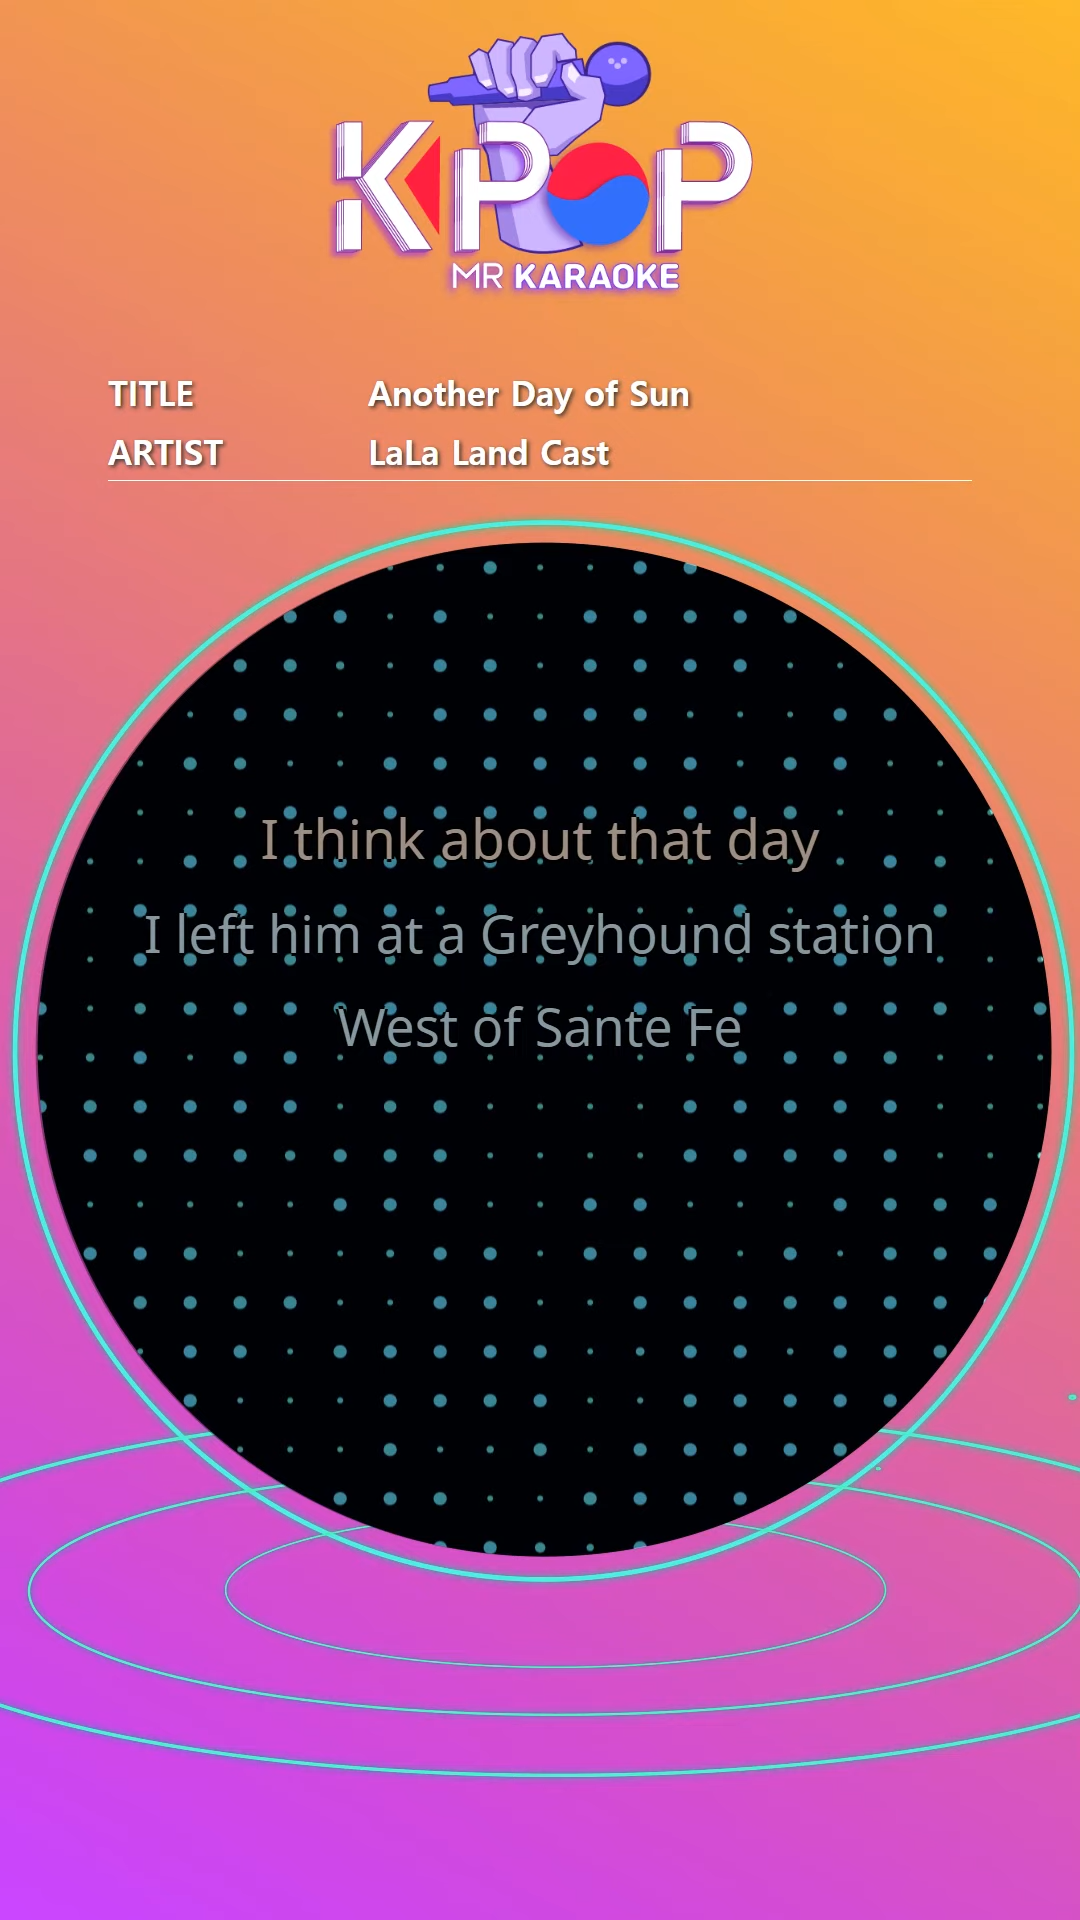 KPOP
MR KARAOKE
TITLE Another Day of Sun
ARTIST LaLa Land Cast
I think about that day
I left him at a Greyhound station
West of Sante Fe